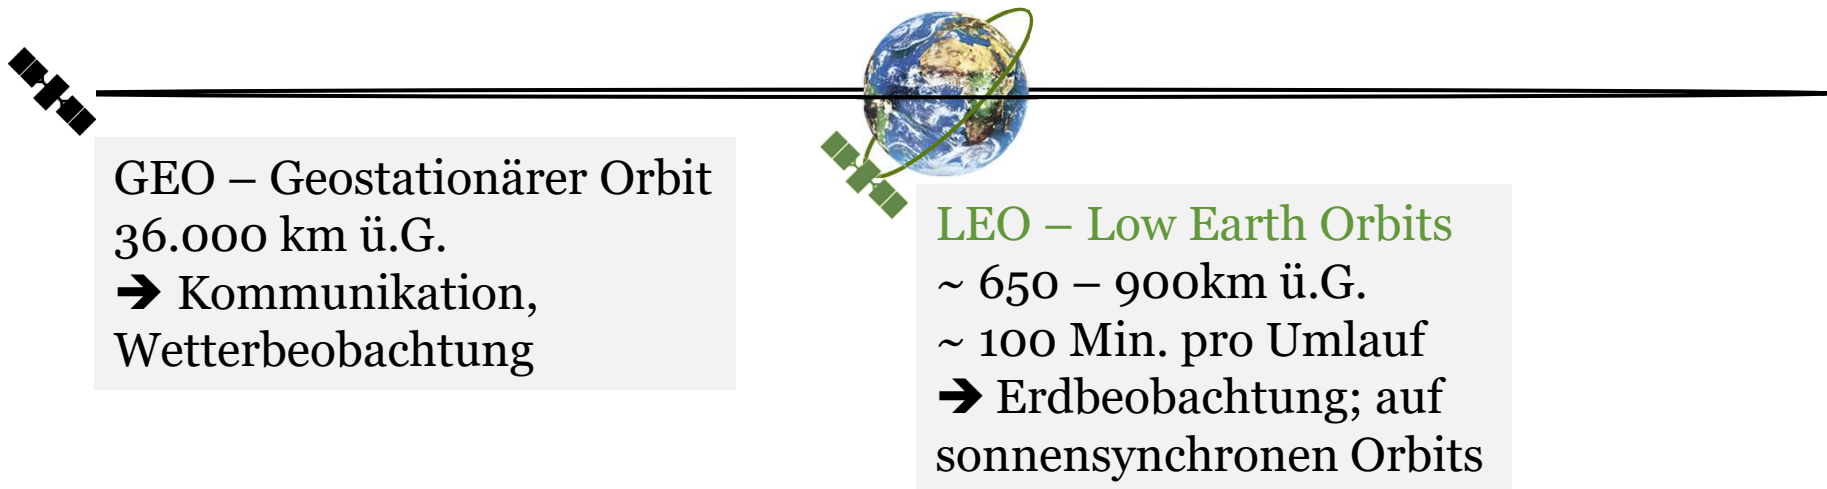 GEO – Geostationärer Orbit
36.000 km ü.G.
➔ Kommunikation,
Wetterbeobachtung
LEO – Low Earth Orbits
~ 650 – 900km ü.G.
~ 100 Min. pro Umlauf
➔ Erdbeobachtung; auf
sonnensynchronen Orbits